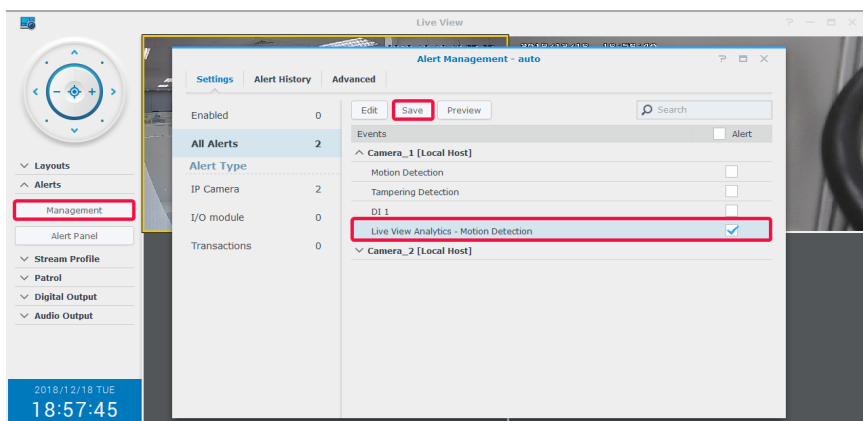 Live View
Alert Management - auto
Settings Alert History Advanced
Enabled 0
All Alerts 2
Alert Type
IP Camera 2
I/O module 0
Transactions 0
Edit Save Preview Search
Events Alert
Camera_1 [Local Host]
Motion Detection
Tampering Detection
DI 1
Live View Analytics - Motion Detection
Camera_2 [Local Host]
Layouts
Alerts
Management
Alert Panel
Stream Profile
Patrol
Digital Output
Audio Output
2018/12/18 TUE
18:57:45